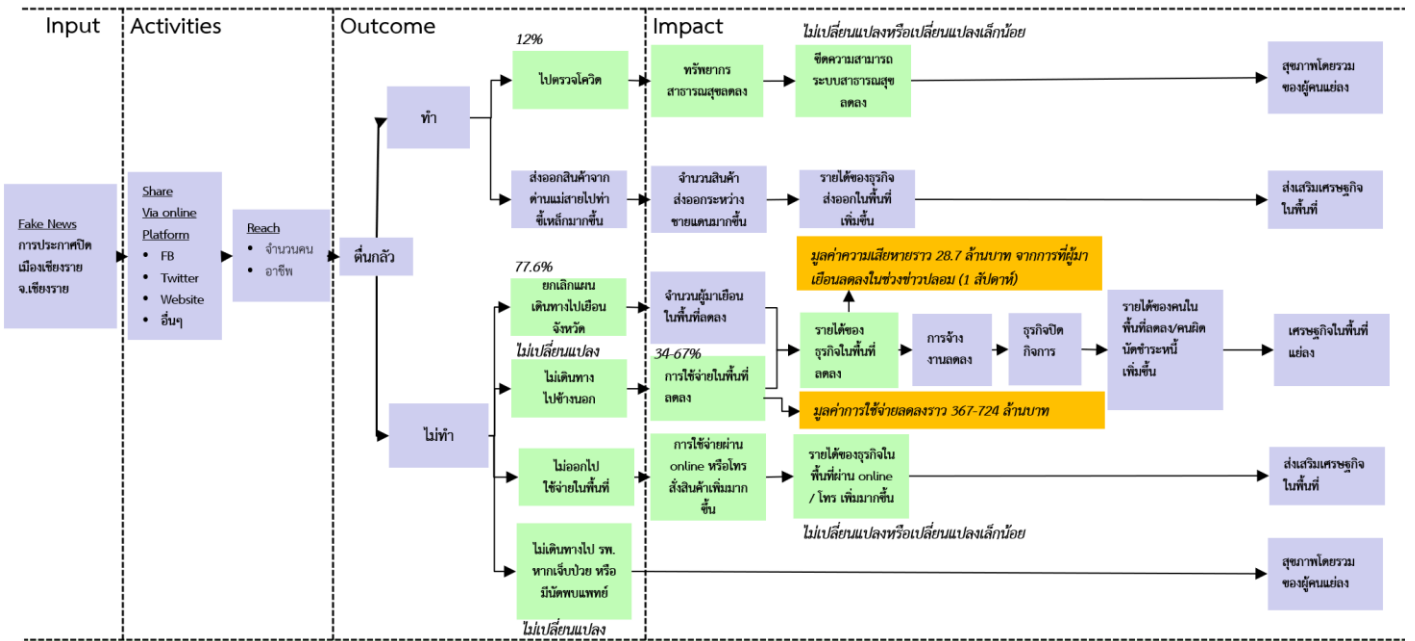 Input
Activities
Outcome
Impact
Fake News
การประกาศปิด
เมืองเชียงราย
จ.เชียงราย
Share
Via online
Platform
• FB
• Twitter
• Website
• อื่นๆ
Reach
• จำนวนคน
• อาชีพ
ตื่นกลัว
ทำ
12%
ไปตรวจโควิด
ทรัพยากร
สาธารณสุขลดลง
ไม่เปลี่ยนแปลงหรือเปลี่ยนแปลงเล็กน้อย
ขีดความสามารถ
ระบบสาธารณสุข
ลดลง
สุขภาพโดยรวม
ของผู้คนแย่ลง
ส่งออกสินค้าจาก
ด่านแม่สายไปท่า
ขี้เหล็กมากขึ้น
จำนวนสินค้า
ส่งออกระหว่าง
ชายแดนมากขึ้น
รายได้ของธุรกิจ
ส่งออกในพื้นที่
เพิ่มขึ้น
ส่งเสริมเศรษฐกิจ
ในพื้นที่
ไม่ทำ
77.6%
ยกเลิกแผน
เดินทางไปเยือน
จังหวัด
จำนวนผู้มาเยือน
ในพื้นที่ลดลง
มูลค่าความเสียหายราว 28.7 ล้านบาท จากการที่ผู้มา
เยือนลดลงในช่วงข่าวปลอม (1 สัปดาห์)
ไม่เปลี่ยนแปลง
ไม่เดินทาง
ไปข้างนอก
34-67%
การใช้จ่ายในพื้นที่
ลดลง
รายได้ของ
ธุรกิจในพื้นที่
ลดลง
การจ้าง
งานลดลง
ธุรกิจปิด
กิจการ
รายได้ของคนใน
พื้นที่ลดลง/คนผิด
นัดชำระหนี้
เพิ่มขึ้น
เศรษฐกิจในพื้นที่
แย่ลง
มูลค่าการใช้จ่ายลดลงราว 367-724 ล้านบาท
ไม่ออกไป
ใช้จ่ายในพื้นที่
การใช้จ่ายผ่าน
online หรือโทร
สั่งสินค้าเพิ่มมาก
ขึ้น
รายได้ของธุรกิจใน
พื้นที่ผ่าน online
/ โทร เพิ่มมากขึ้น
ไม่เปลี่ยนแปลงหรือเปลี่ยนแปลงเล็กน้อย
ส่งเสริมเศรษฐกิจ
ในพื้นที่
ไม่เดินทางไป รพ.
หากเจ็บป่วย หรือ
มีนัดพบแพทย์
ไม่เปลี่ยนแปลง
สุขภาพโดยรวม
ของผู้คนแย่ลง